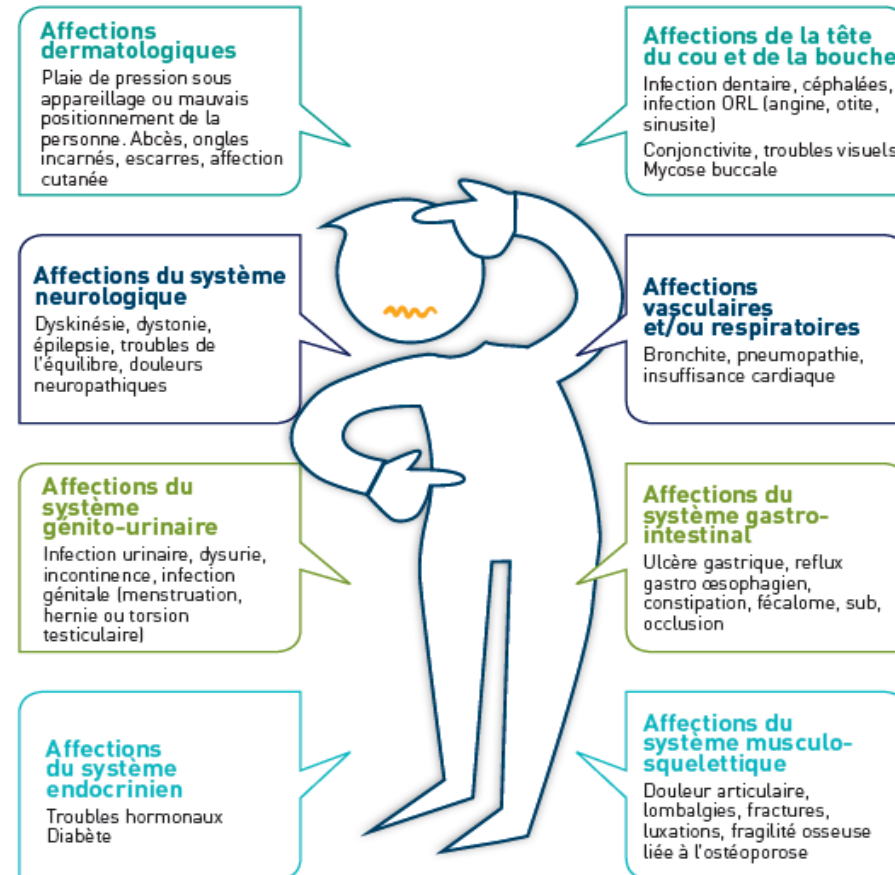 Affections
dermatologiques
Plaie de pression sous
appareillage ou mauvais
positionnement de la
personne. Abcès, ongles
incarnés, escarres, affection
cutanée
Affections de la tête
du cou et de la bouche
Infection dentaire, céphalées,
infection ORL (angine, otite,
sinusite)
Conjonctivite, troubles visuels
Mycose buccale
Affections du système
neurologique
Dyskinésie, dystonie,
épilepsie, troubles de
l'équilibre, douleurs
neuropathiques
Affections
vasculaires
et/ou respiratoires
Bronchite, pneumopathie,
insuffisance cardiaque
Affections du
système
génito-urinaire
Infection urinaire, dysurie,
incontinence, infection
génitale (menstruation,
hernie ou torsion
testiculaire)
Affections du
système gastro-
intestinal
Ulcère gastrique, reflux
gastro œsophagien,
constipation, fécalome, sub,
occlusion
Affections
du système
endocrinien
Troubles hormonaux
Diabète
Affections du
système musculo-
squelettique
Douleur articulaire,
lombalgies, fractures,
luxations, fragilité osseuse
liée à l'ostéoporose